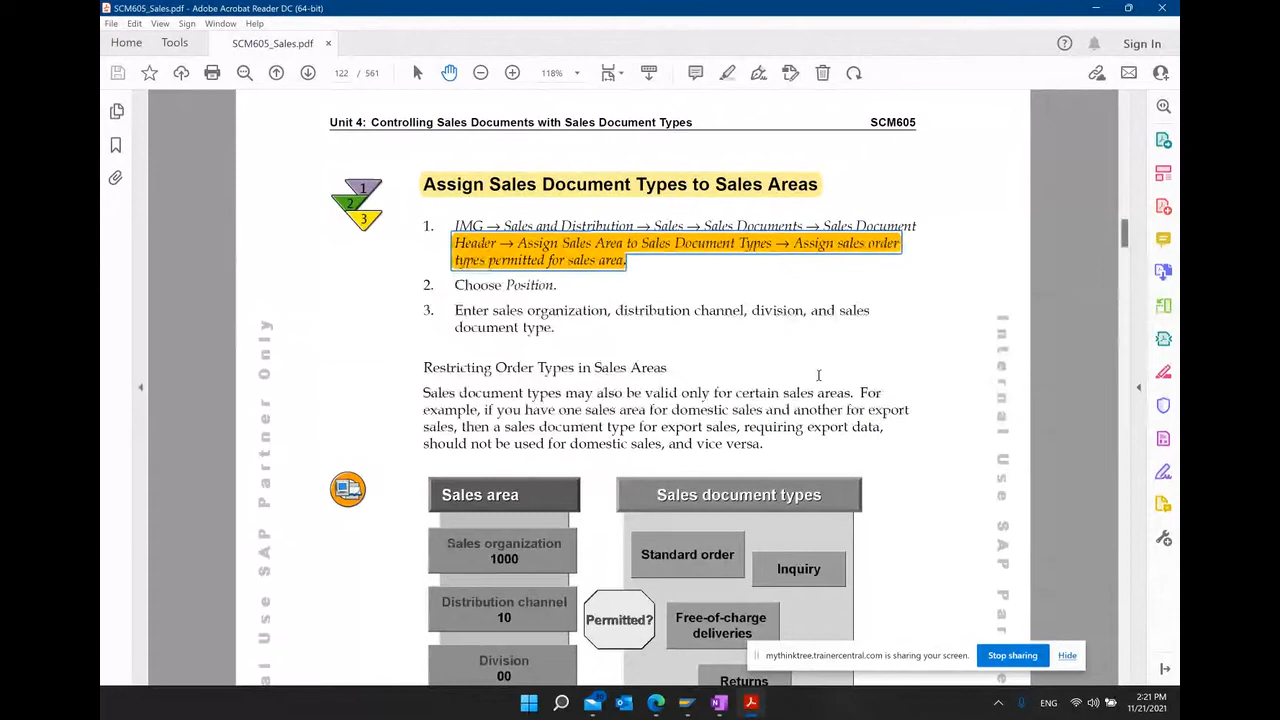 SCM605_Sales.pdf - Adobe Acrobat Reader DC (64-bit)
File Edit View Sign Window Help
Home Tools SCM605_Sales.pdf × Sign In
122 / 561 118%
Unit 4: Controlling Sales Documents with Sales Document Types SCM605
Assign Sales Document Types to Sales Areas
1 2 3
1. IMG → Sales and Distribution → Sales → Sales Documents → Sales Document
Header → Assign Sales Area to Sales Document Types → Assign sales order
types permitted for sales area.
2. Choose Position.
3. Enter sales organization, distribution channel, division, and sales
document type.
Restricting Order Types in Sales Areas
Sales document types may also be valid only for certain sales areas. For
example, if you have one sales area for domestic sales and another for export
sales, then a sales document type for export sales, requiring export data,
should not be used for domestic sales, and vice versa.
Sales area
Sales document types
Sales organization
1000
Standard order
Inquiry
Distribution channel
10
Permitted?
Free-of-charge
deliveries
Division
00
Returns
al Use SAP Partner Only
Internal Use SAP Par
mythinktree.trainercentral.com is sharing your screen. Stop sharing Hide
ENG
2:21 PM
11/21/2021